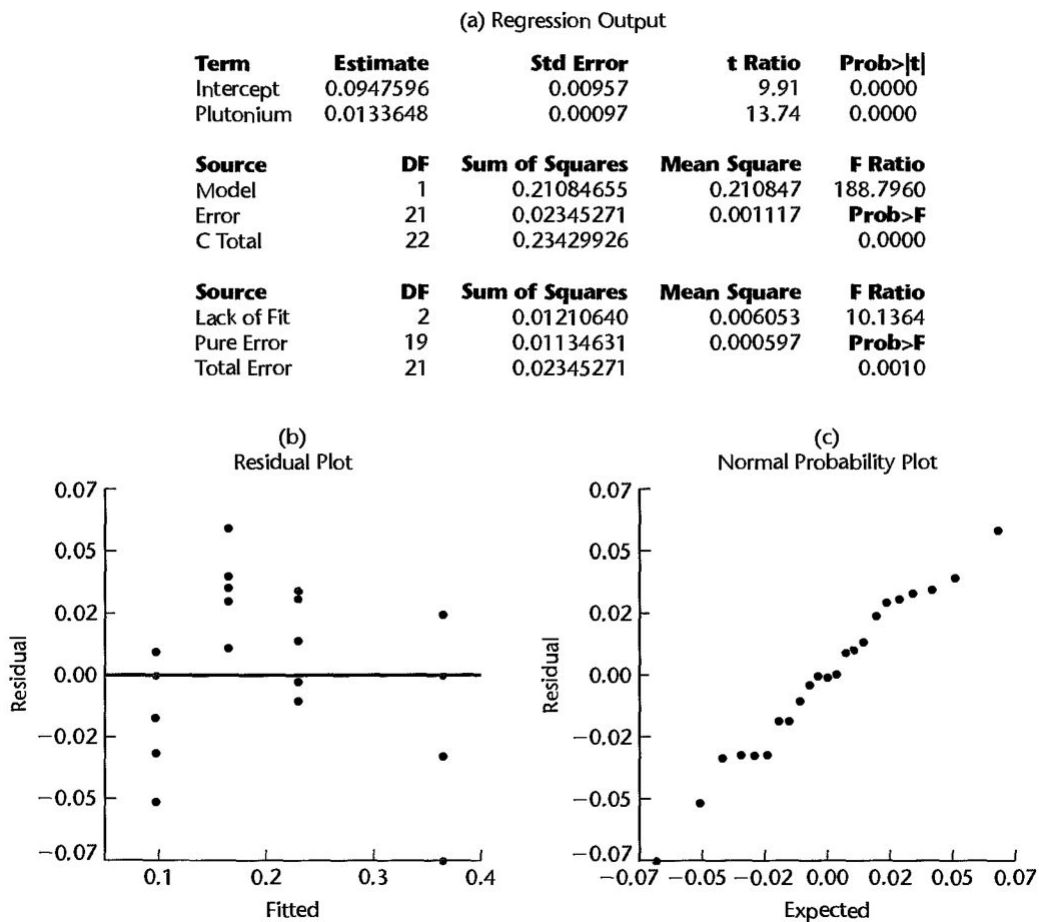 (a) Regression Output
Term Estimate Std Error t Ratio Prob>|t|
Intercept 0.0947596 0.00957 9.91 0.0000
Plutonium 0.0133648 0.00097 13.74 0.0000
Source DF Sum of Squares Mean Square F Ratio
Model 1 0.21084655 0.210847 188.7960
Error 21 0.02345271 0.001117 Prob>F
C Total 22 0.23429926 0.0000
Source DF Sum of Squares Mean Square F Ratio
Lack of Fit 2 0.01210640 0.006053 10.1364
Pure Error 19 0.01134631 0.000597 Prob>F
Total Error 21 0.02345271 0.0010
(b)
Residual Plot
0.07
0.05
0.02
0.00
−0.02
−0.05
−0.07
Residual
0.1 0.2 0.3 0.4
Fitted
(c)
Normal Probability Plot
0.07
0.05
0.02
0.00
−0.02
−0.05
−0.07
Residual
−0.07 −0.05 −0.02 0.00 0.02 0.05 0.07
Expected